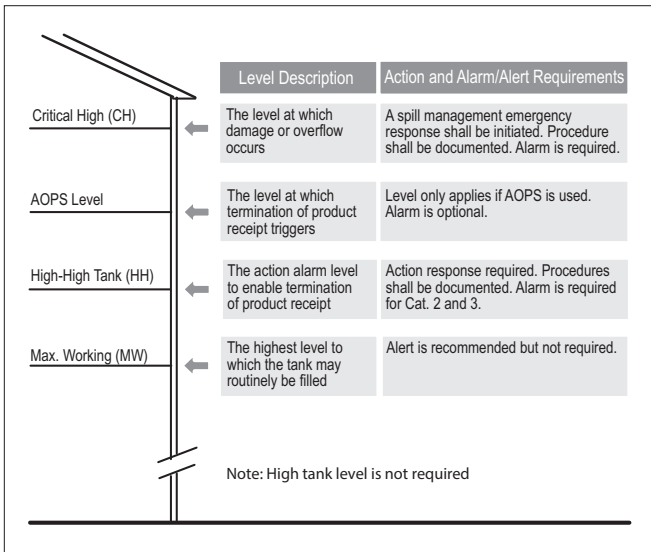 Level Description
Action and Alarm/Alert Requirements
Critical High (CH)
The level at which
damage or overflow
occurs
A spill management emergency
response shall be initiated. Procedure
shall be documented. Alarm is required.
AOPS Level
The level at which
termination of product
receipt triggers
Level only applies if AOPS is used.
Alarm is optional.
High-High Tank (HH)
The action alarm level
to enable termination
of product receipt
Action response required. Procedures
shall be documented. Alarm is required
for Cat. 2 and 3.
Max. Working (MW)
The highest level to
which the tank may
routinely be filled
Alert is recommended but not required.
Note: High tank level is not required